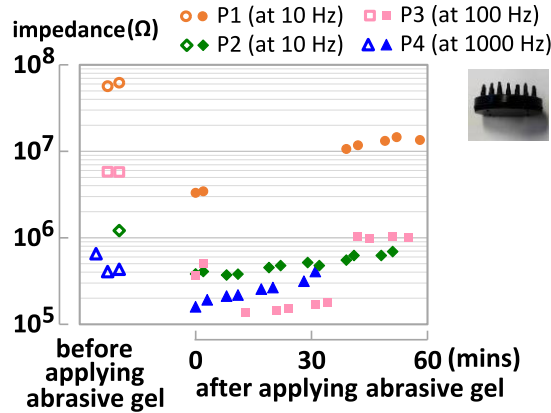 impedance(Ω)
P1 (at 10 Hz)
P3 (at 100 Hz)
P2 (at 10 Hz)
P4 (at 1000 Hz)
10⁸
10⁷
10⁶
10⁵
before
applying
abrasive gel
0
30
60 (mins)
after applying abrasive gel